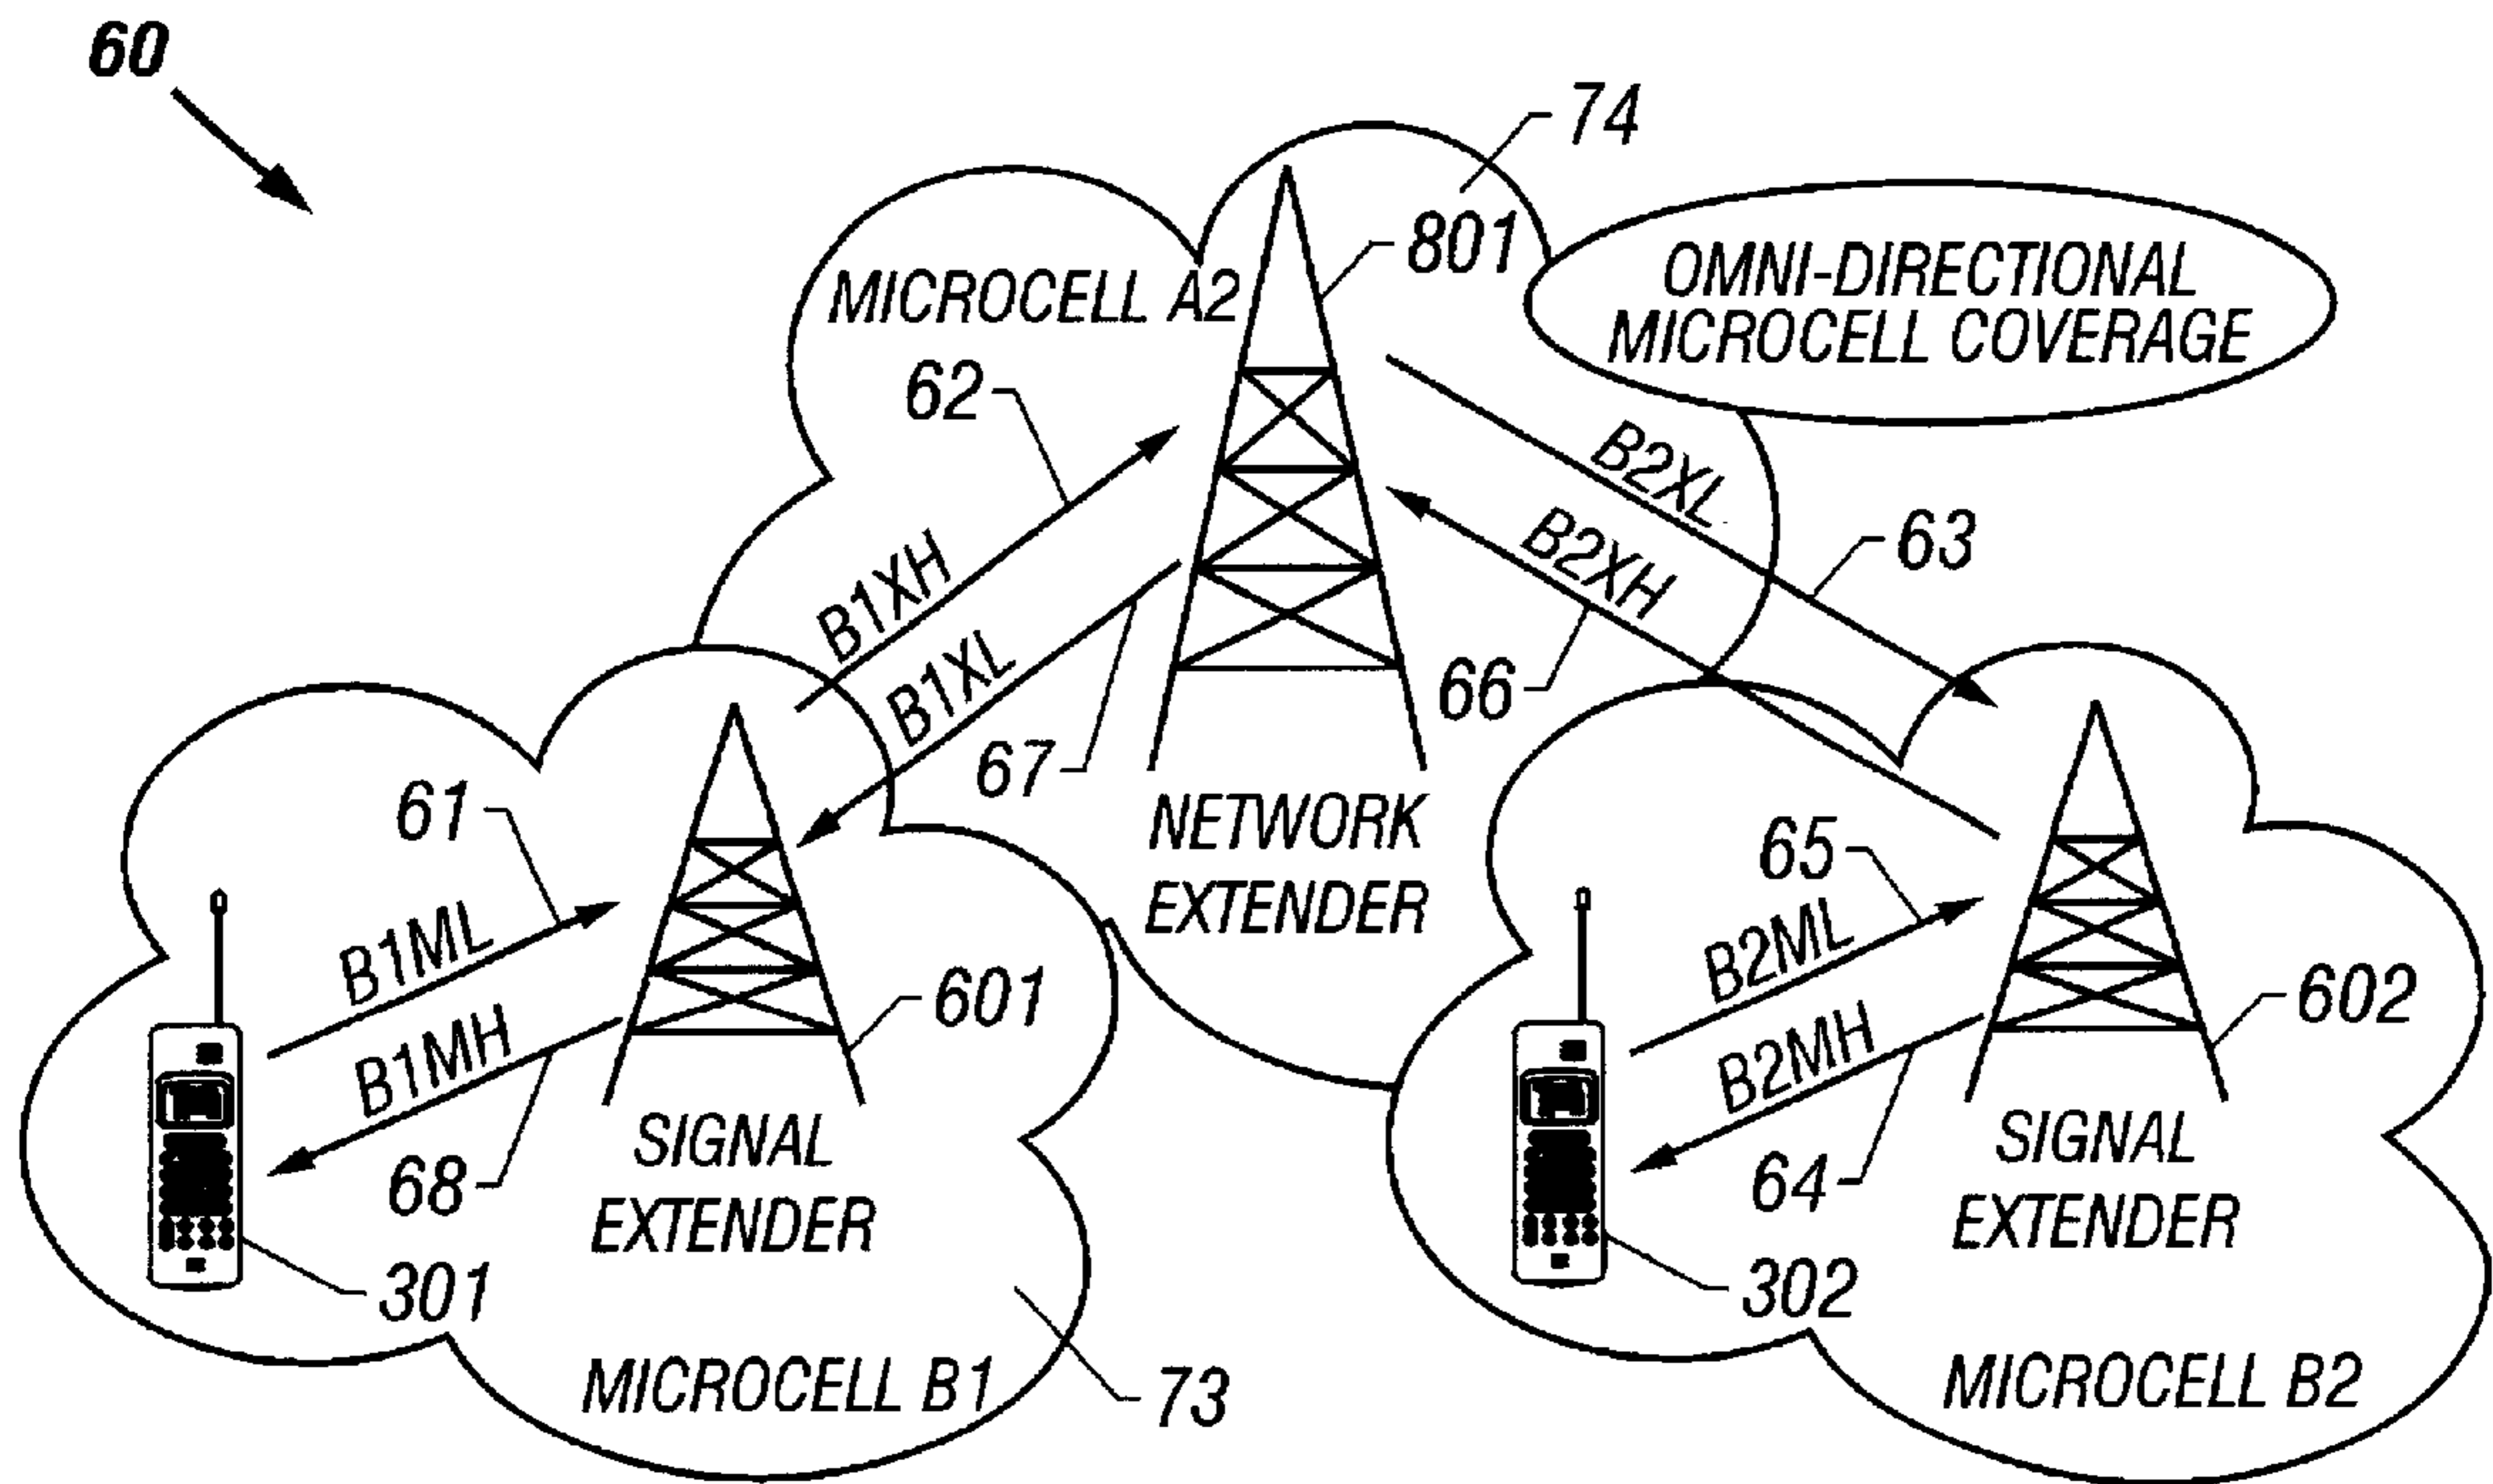 60
74
801
OMNI-DIRECTIONAL
MICROCELL COVERAGE
MICROCELL A2
62
B2XL
B2XH
63
B1XH
B1XL
66
67
61
NETWORK
EXTENDER
65
B1ML
B2ML
601
602
B1MH
B2MH
SIGNAL
EXTENDER
SIGNAL
EXTENDER
68
64
301
302
MICROCELL B1
73
MICROCELL B2